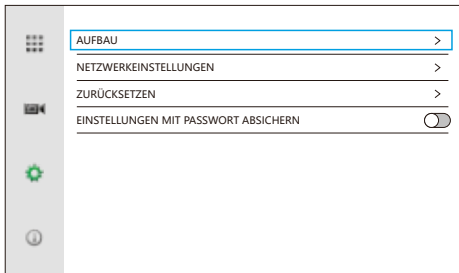 AUFBAU
NETZWERKEINSTELLUNGEN
ZURÜCKSETZEN
EINSTELLUNGEN MIT PASSWORT ABSICHERN